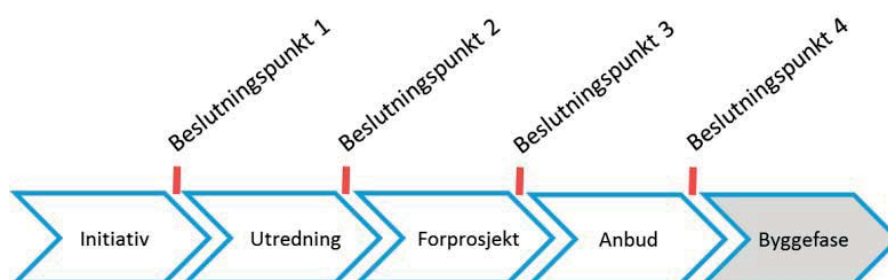 Beslutningspunkt 1
Beslutningspunkt 2
Beslutningspunkt 3
Beslutningspunkt 4
Initiativ
Utredning
Forprosjekt
Anbud
Byggefase